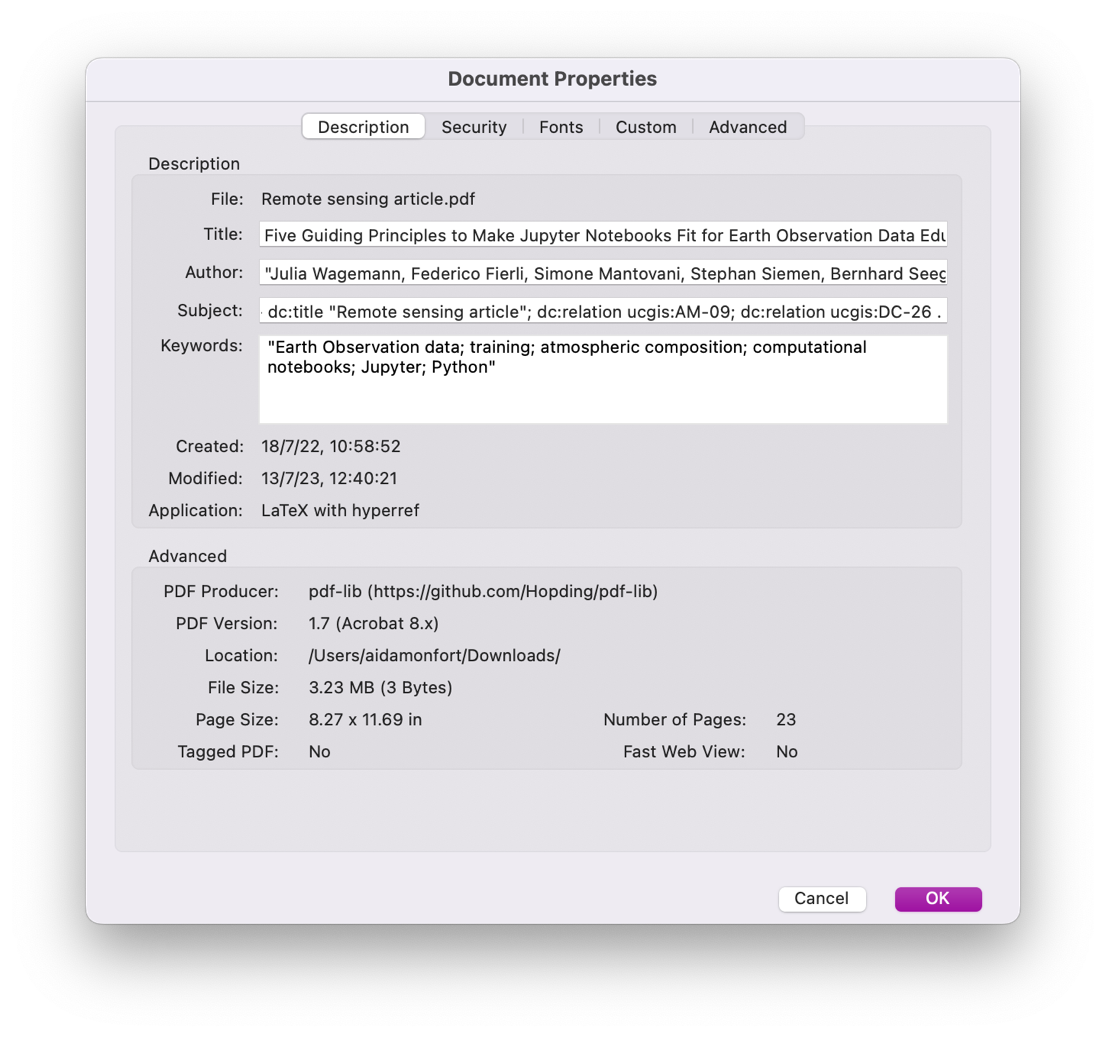 Document Properties
Description Security Fonts Custom Advanced
Description
File: Remote sensing article.pdf
Title: Five Guiding Principles to Make Jupyter Notebooks Fit for Earth Observation Data Edu
Author: "Julia Wagemann, Federico Fierli, Simone Mantovani, Stephan Siemen, Bernhard Seeg
Subject: dc:title "Remote sensing article"; dc:relation ucgis:AM-09; dc:relation ucgis:DC-26 .
Keywords: "Earth Observation data; training; atmospheric composition; computational
notebooks; Jupyter; Python"
Created: 18/7/22, 10:58:52
Modified: 13/7/23, 12:40:21
Application: LaTeX with hyperref
Advanced
PDF Producer: pdf-lib (https://github.com/Hopding/pdf-lib)
PDF Version: 1.7 (Acrobat 8.x)
Location: /Users/aidamonfort/Downloads/
File Size: 3.23 MB (3 Bytes)
Page Size: 8.27 x 11.69 in Number of Pages: 23
Tagged PDF: No Fast Web View: No
Cancel OK